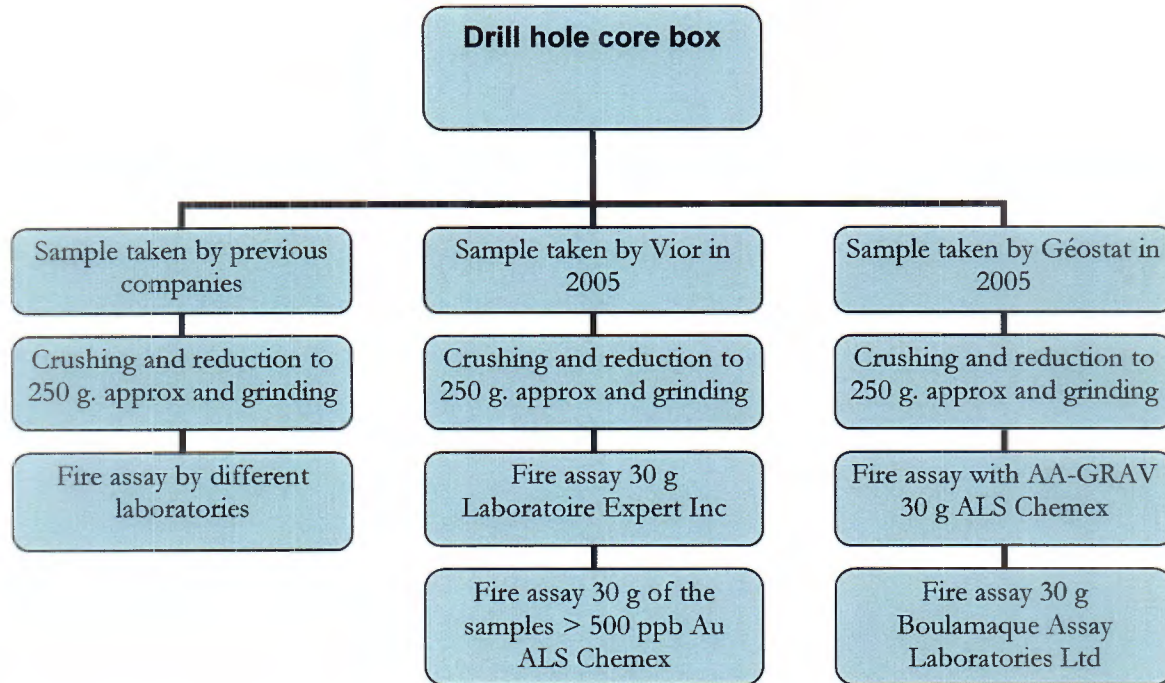 Drill hole core box
Sample taken by previous
companies
Crushing and reduction to
250 g. approx and grinding
Fire assay by different
laboratories
Sample taken by Vior in
2005
Crushing and reduction to
250 g. approx and grinding
Fire assay 30 g
Laboratoire Expert Inc
Fire assay 30 g of the
samples > 500 ppb Au
ALS Chemex
Sample taken by Géostat in
2005
Crushing and reduction to
250 g. approx and grinding
Fire assay with AA-GRAV
30 g ALS Chemex
Fire assay 30 g
Boulamaque Assay
Laboratories Ltd